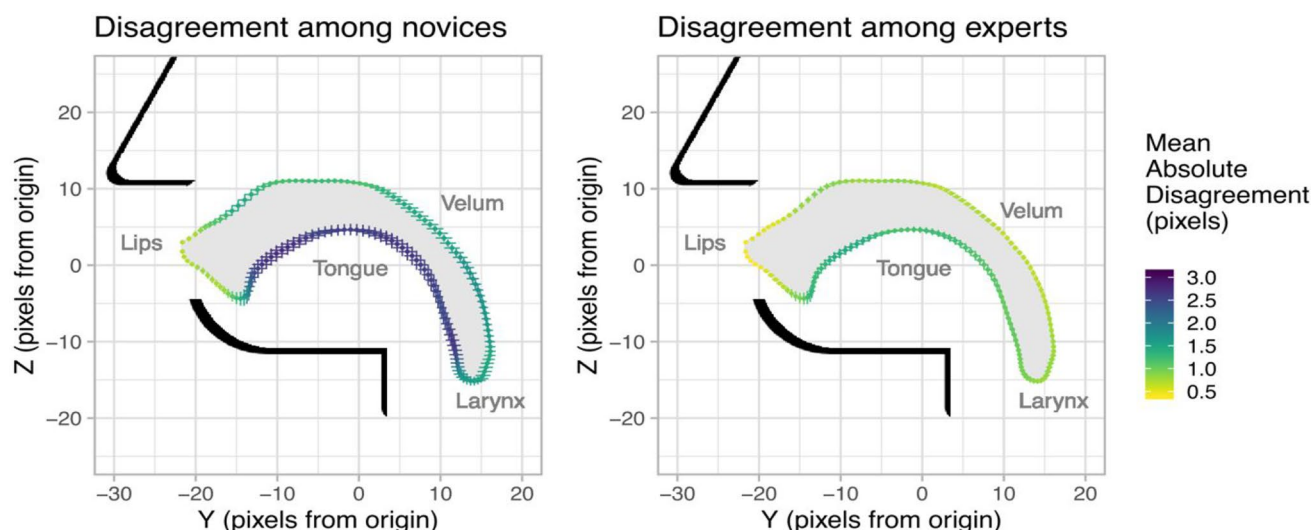 Disagreement among novices
Disagreement among experts
20
10
0
−10
−20
Z (pixels from origin)
Velum
Lips
Tongue
Larynx
−30
−20
−10
0
10
20
Y (pixels from origin)
20
10
0
−10
−20
Z (pixels from origin)
Velum
Lips
Tongue
Larynx
−30
−20
−10
0
10
20
Y (pixels from origin)
Mean
Absolute
Disagreement
(pixels)
3.0
2.5
2.0
1.5
1.0
0.5